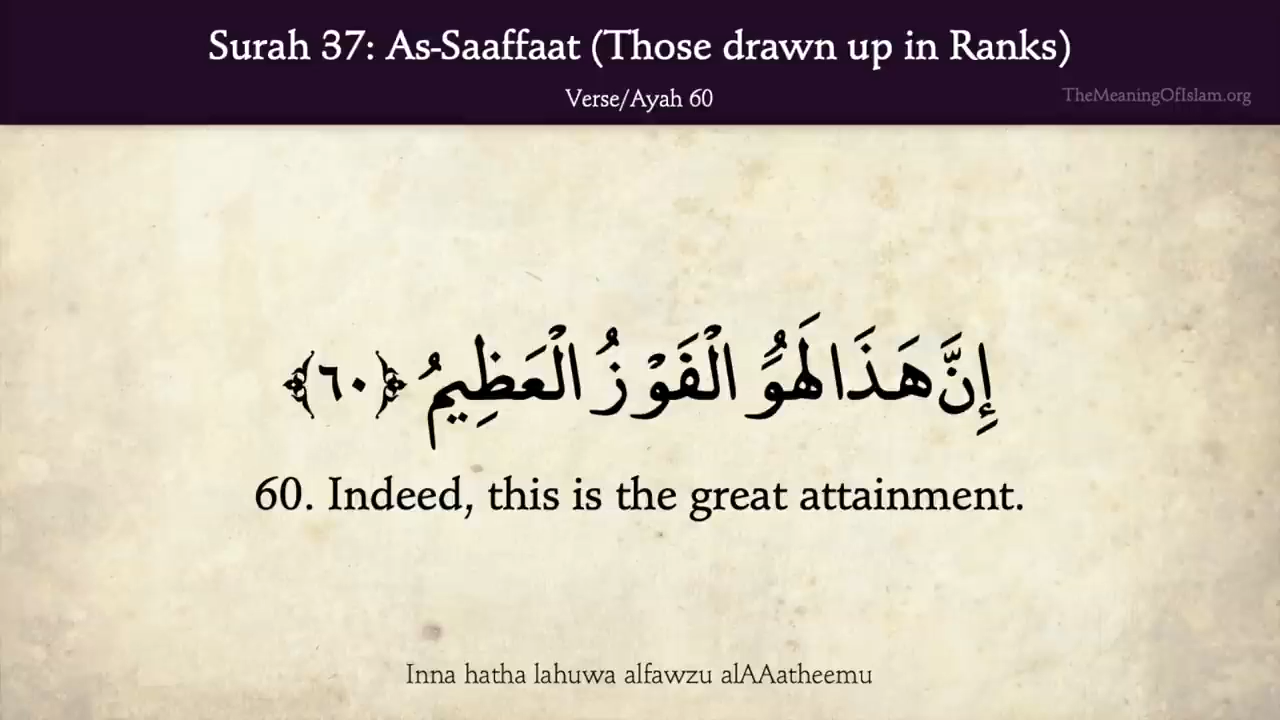 Surah 37: As-Saaffaat (Those drawn up in Ranks)
Verse/Ayah 60
TheMeaningOfIslam.org
إِنَّ هَذَا لَهُوَ الْفَوْزُ الْعَظِيمُ ﴿٦٠﴾
60. Indeed, this is the great attainment.
Inna hatha lahuwa alfawzu alAAatheemu